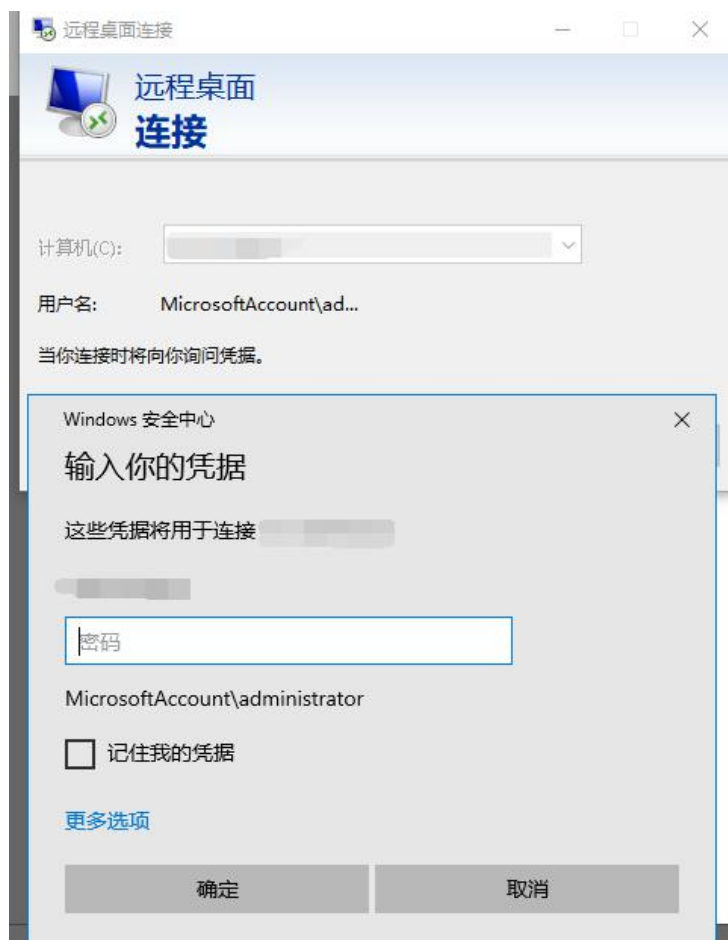 远程桌面连接
远程桌面
连接
计算机(C):
用户名: MicrosoftAccount\ad...
当你连接时将向你询问凭据。
Windows 安全中心
输入你的凭据
这些凭据将用于连接
密码
MicrosoftAccount\administrator
记住我的凭据
更多选项
确定 取消